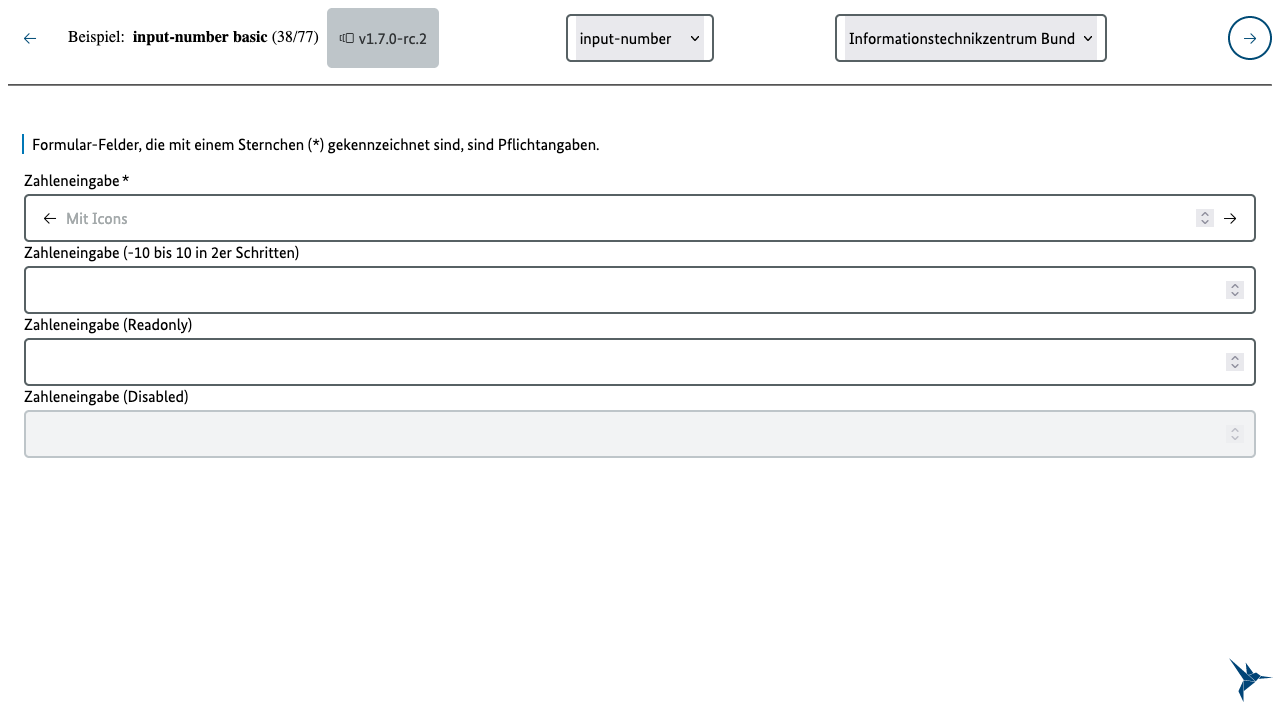 Beispiel: input-number basic (38/77)
v1.7.0-rc.2
input-number
Informationstechnikzentrum Bund
Formular-Felder, die mit einem Sternchen (*) gekennzeichnet sind, sind Pflichtangaben.
Zahleneingabe*
Mit Icons
Zahleneingabe (-10 bis 10 in 2er Schritten)
Zahleneingabe (Readonly)
Zahleneingabe (Disabled)